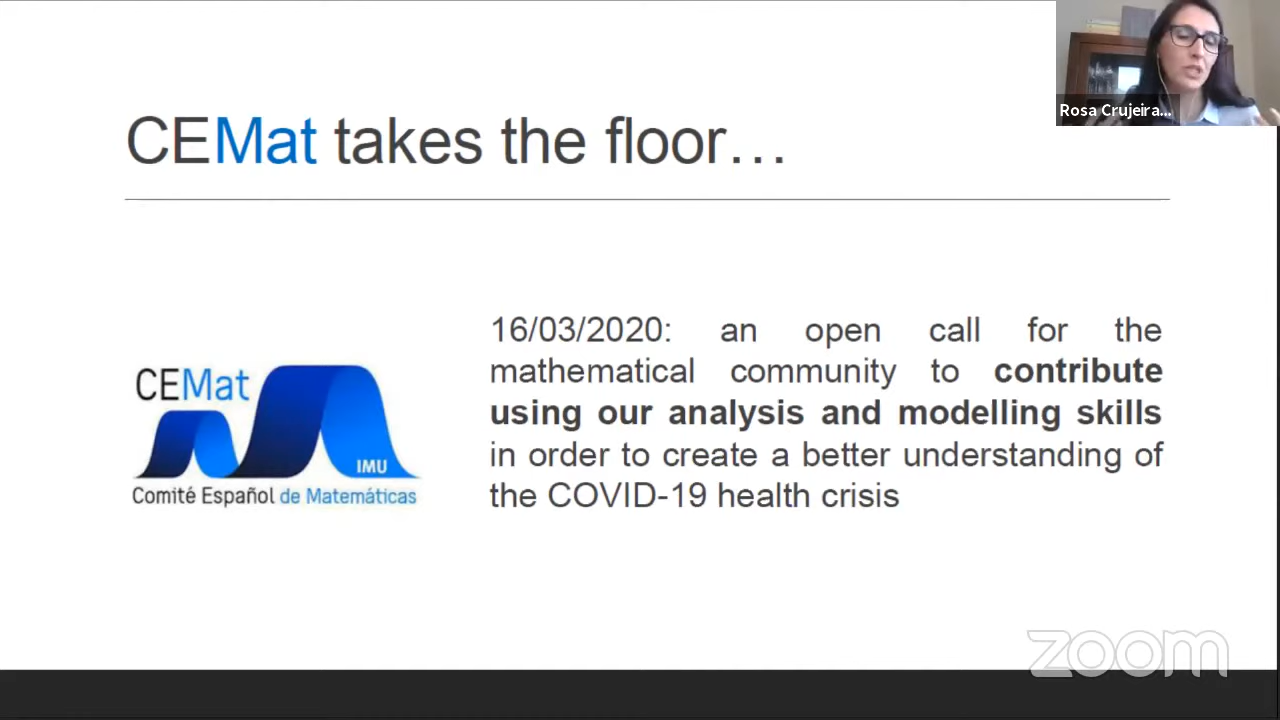 Rosa Crujeira...
CEMat takes the floor...
16/03/2020: an open call for the
mathematical community to contribute
using our analysis and modelling skills
in order to create a better understanding of
the COVID-19 health crisis
CEMat
IMU
Comité Español de Matemáticas
zoom